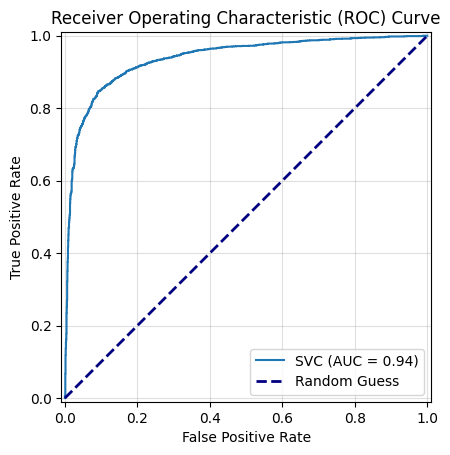 Receiver Operating Characteristic (ROC) Curve
1.0
0.8
0.6
0.4
0.2
0.0
True Positive Rate
SVC (AUC = 0.94)
Random Guess
0.0 0.2 0.4 0.6 0.8 1.0
False Positive Rate